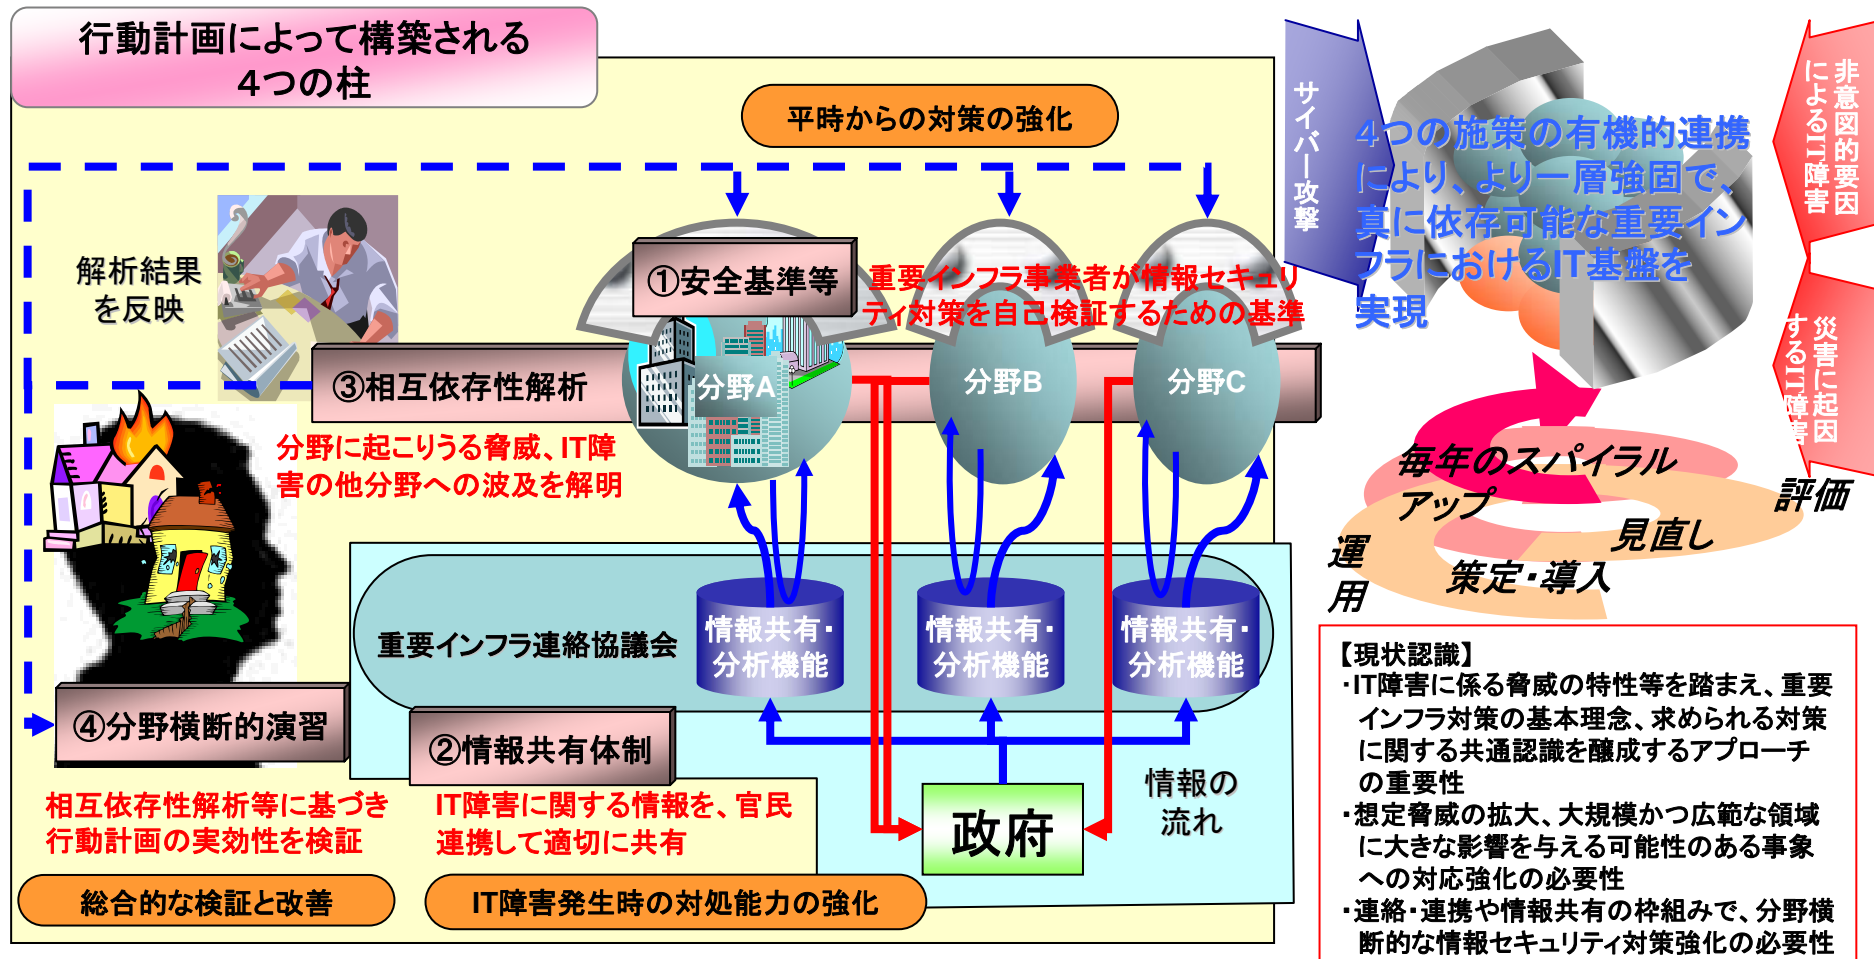 行動計画によって構築される
4つの柱
平時からの対策の強化
解析結果
を反映
①安全基準等
重要インフラ事業者が情報セキュリ
ティ対策を自己検証するための基準
③相互依存性解析
分野A
分野B
分野C
分野に起こりうる脅威、IT障
害の他分野への波及を解明
重要インフラ連絡協議会
情報共有・
分析機能
情報共有・
分析機能
情報共有・
分析機能
④分野横断的演習
②情報共有体制
相互依存性解析等に基づき
行動計画の実効性を検証
IT障害に関する情報を、官民
連携して適切に共有
政府
情報の
流れ
総合的な検証と改善
IT障害発生時の対処能力の強化
サイバー攻撃
非意図的要因
によるIT障害
4つの施策の有機的連携
により、より一層強固で、
真に依存可能な重要イン
フラにおけるIT基盤を
実現
災害に起因
するIT障害
毎年のスパイラル
アップ
評価
見直し
運
用
策定・導入
【現状認識】
・IT障害に係る脅威の特性等を踏まえ、重要
インフラ対策の基本理念、求められる対策
に関する共通認識を醸成するアプローチ
の重要性
・想定脅威の拡大、大規模かつ広範な領域
に大きな影響を与える可能性のある事象
への対応強化の必要性
・連絡・連携や情報共有の枠組みで、分野横
断的な情報セキュリティ対策強化の必要性